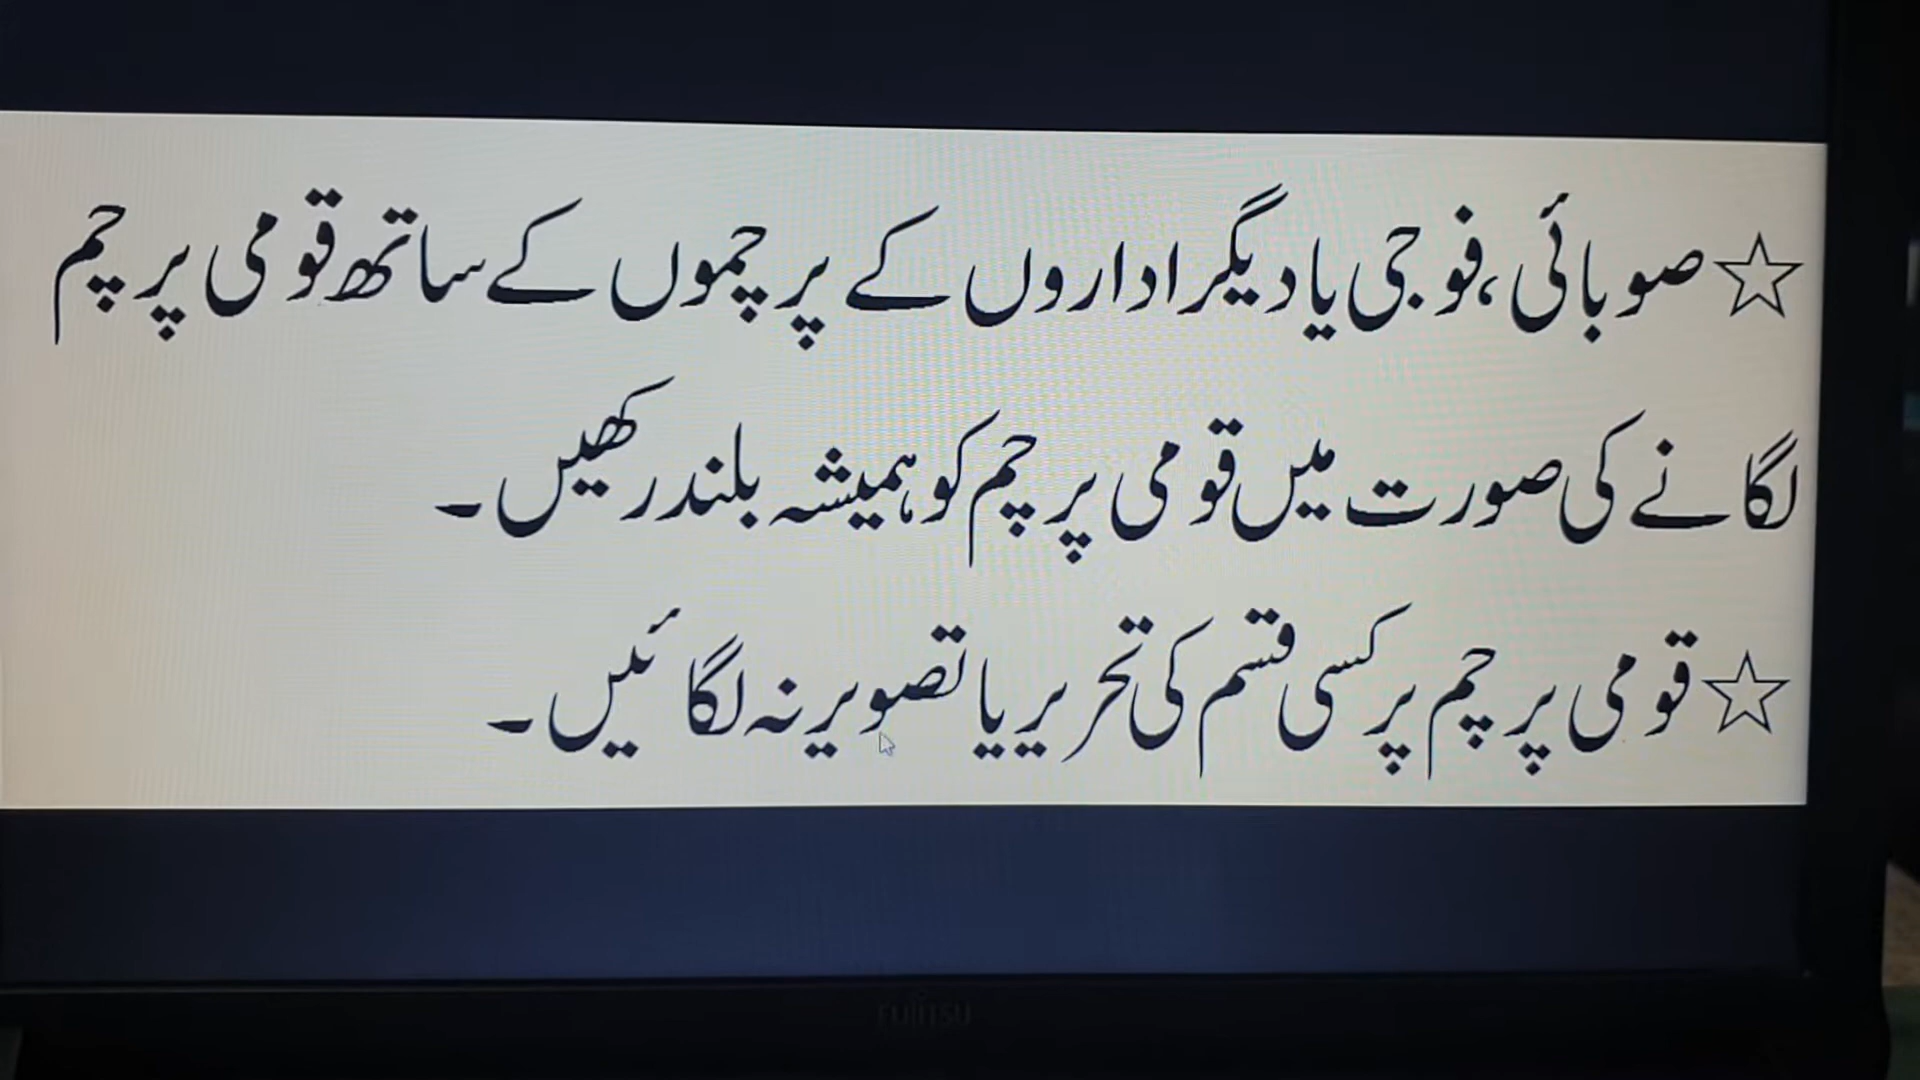 ☆ صوبائی، فوجی یا دیگر اداروں کے پرچموں کے ساتھ قومی پرچم
لگانے کی صورت میں قومی پرچم کو ہمیشہ بلند رکھیں۔
☆ قومی پرچم پر کسی قسم کی تحریر یا تصویر نہ لگائیں۔
FUJITSU